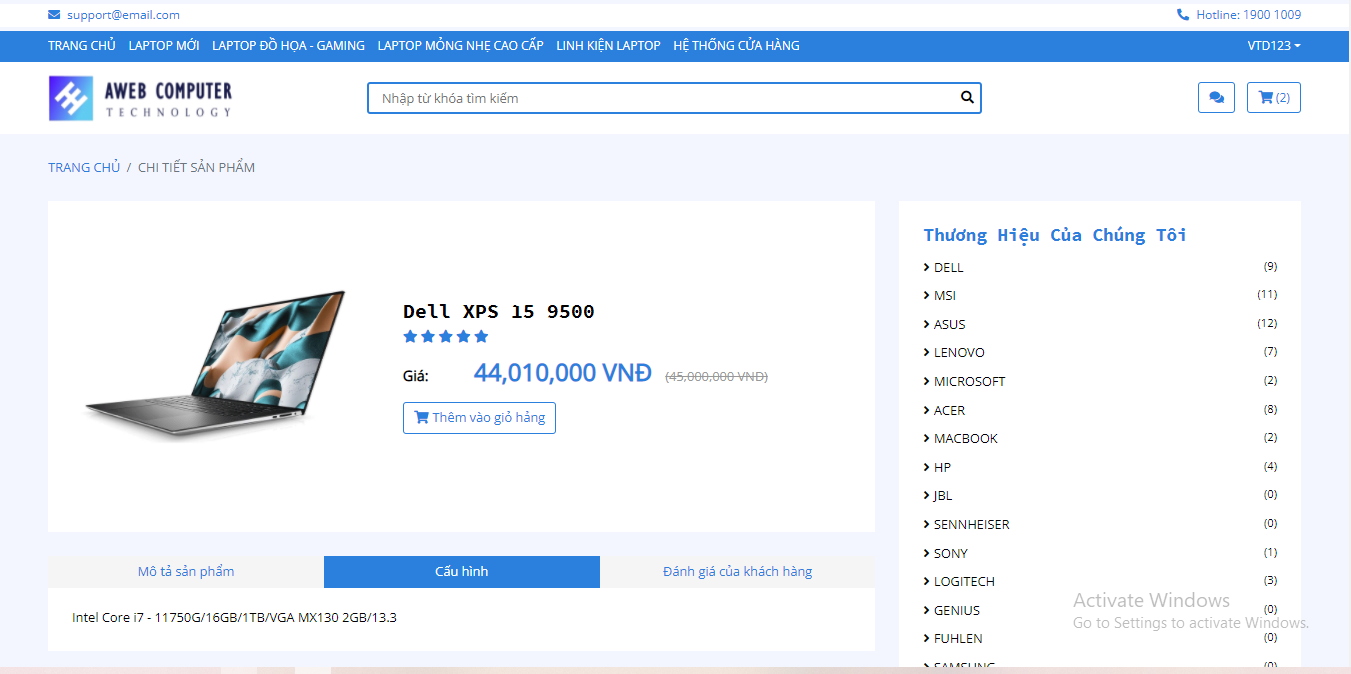 support@email.com
Hotline: 1900 1009
TRANG CHỦ LAPTOP MỚI LAPTOP ĐỒ HỌA - GAMING LAPTOP MỎNG NHẸ CAO CẤP LINH KIỆN LAPTOP HỆ THỐNG CỬA HÀNG VTD123
AWEB COMPUTER
TECHNOLOGY
Nhập từ khóa tìm kiếm
(2)
TRANG CHỦ / CHI TIẾT SẢN PHẨM
Dell XPS 15 9500
Giá: 44,010,000 VNĐ (45,000,000 VNĐ)
Thêm vào giỏ hảng
Mô tả sản phẩm
Cấu hình
Đánh giá của khách hàng
Intel Core i7 - 11750G/16GB/1TB/VGA MX130 2GB/13.3
Thương Hiệu Của Chúng Tôi
DELL (9)
MSI (11)
ASUS (12)
LENOVO (7)
MICROSOFT (2)
ACER (8)
MACBOOK (2)
HP (4)
JBL (0)
SENNHEISER (0)
SONY (1)
LOGITECH (3)
GENIUS (0)
FUHLEN (0)
SAMSUNG (0)
Activate Windows
Go to Settings to activate Windows.